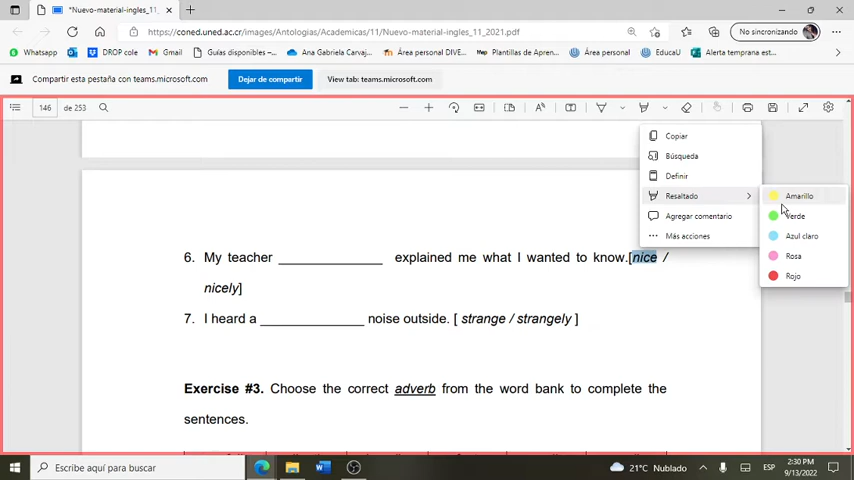 *Nuevo-material-ingles_11_2021
https://coned.uned.ac.cr/images/Antologias/Academicas/11/Nuevo-material-ingles_11_2021.pdf
No sincronizando
Whatsapp
DROP cole
Gmail
Guías disponibles –...
Ana Gabriela Carvaj...
Área personal DIVE...
Plantillas de Apren...
Área personal
EducaU
Alerta temprana est...
Compartir esta pestaña con teams.microsoft.com
Dejar de compartir
View tab: teams.microsoft.com
146
de 253
Copiar
Búsqueda
Definir
Resaltado
Amarillo
Agregar comentario
Verde
Más acciones
Azul claro
Rosa
Rojo
6. My teacher ______________ explained me what I wanted to know.[nice /
nicely]
7. I heard a ______________ noise outside. [ strange / strangely ]
Exercise #3. Choose the correct adverb from the word bank to complete the
sentences.
Escribe aquí para buscar
21°C Nublado
ESP
2:30 PM
9/13/2022